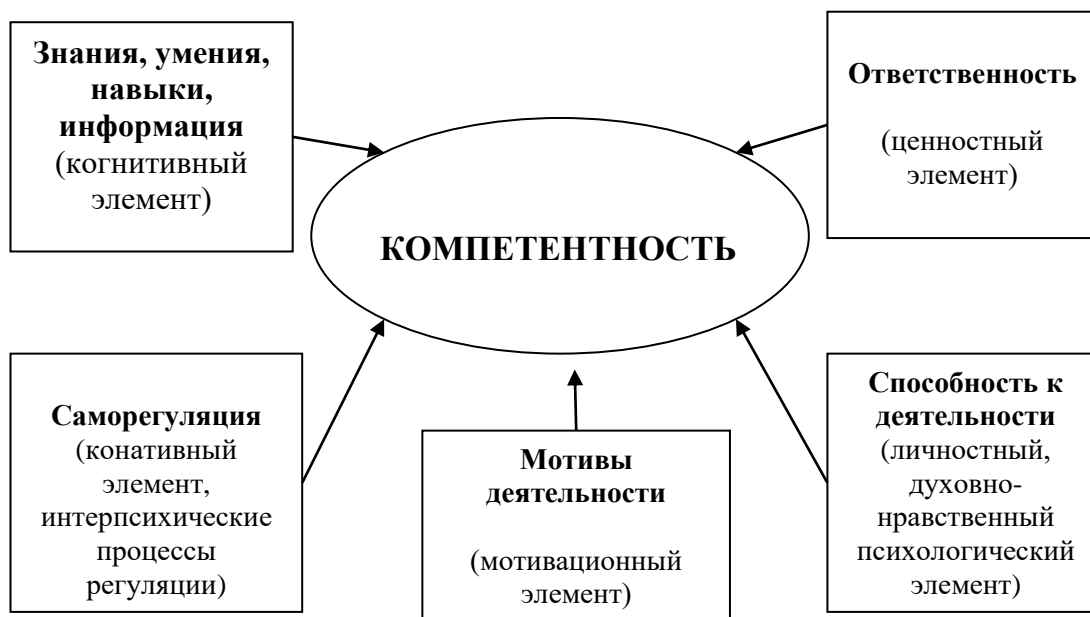 Знания, умения,
навыки,
информация
(когнитивный
элемент)
Ответственность
(ценностный
элемент)
КОМПЕТЕНТНОСТЬ
Саморегуляция
(конативный
элемент,
интерпсихические
процессы
регуляции)
Мотивы
деятельности
(мотивационный
элемент)
Способность к
деятельности
(личностный,
духовно-
нравственный
психологический
элемент)